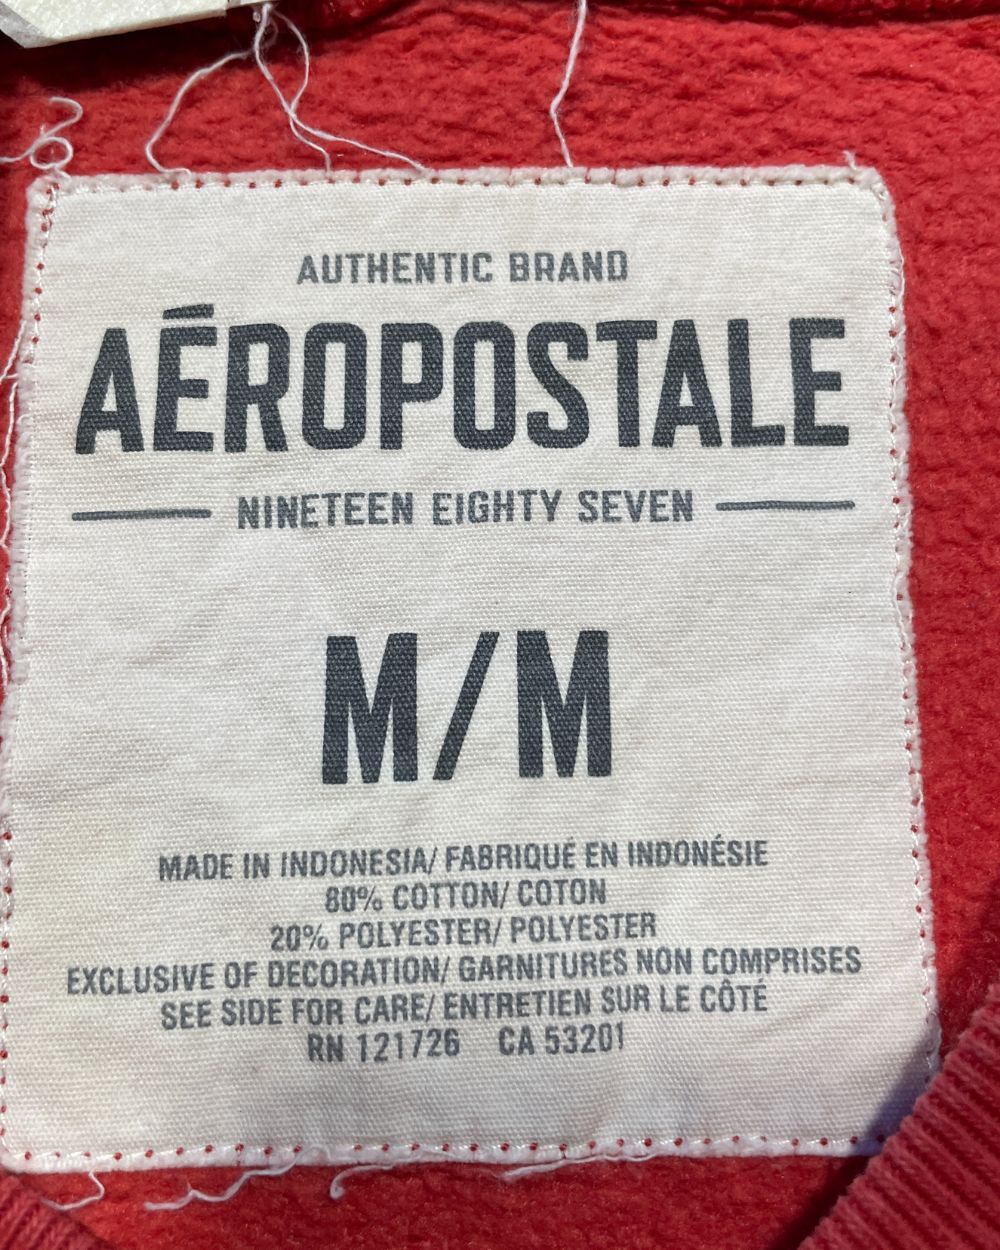 AUTHENTIC BRAND
AÉROPOSTALE
NINETEEN EIGHTY SEVEN
M/M
MADE IN INDONESIA/ FABRIQUÉ EN INDONÉSIE
80% COTTON/ COTON
20% POLYESTER/ POLYESTER
EXCLUSIVE OF DECORATION/ GARNITURES NON COMPRISES
SEE SIDE FOR CARE/ ENTRETIEN SUR LE CÔTÉ
RN 121726 CA 53201